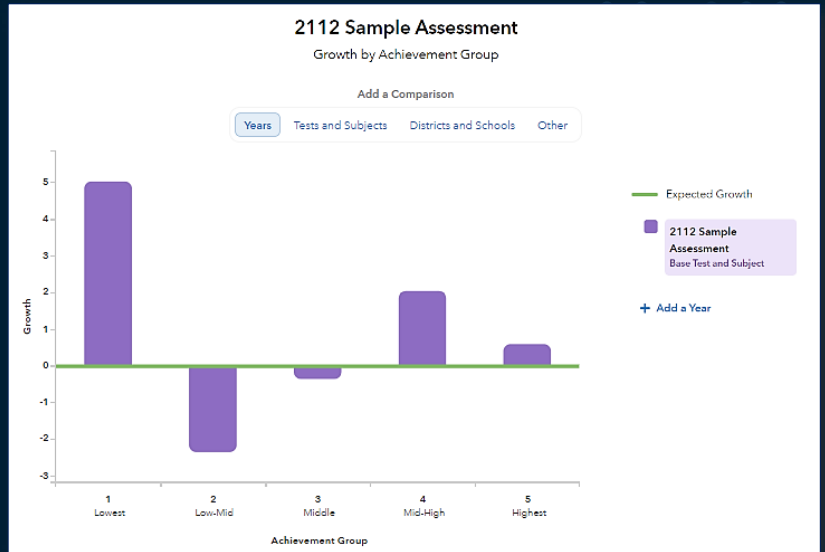 2112 Sample Assessment
Growth by Achievement Group
Add a Comparison
Years Tests and Subjects Districts and Schools Other
5
4
3
2
1
0
-1
-2
-3
Growth
1 2 3 4 5
Lowest Low-Mid Middle Mid-High Highest
Achievement Group
Expected Growth
2112 Sample
Assessment
Base Test and Subject
+ Add a Year